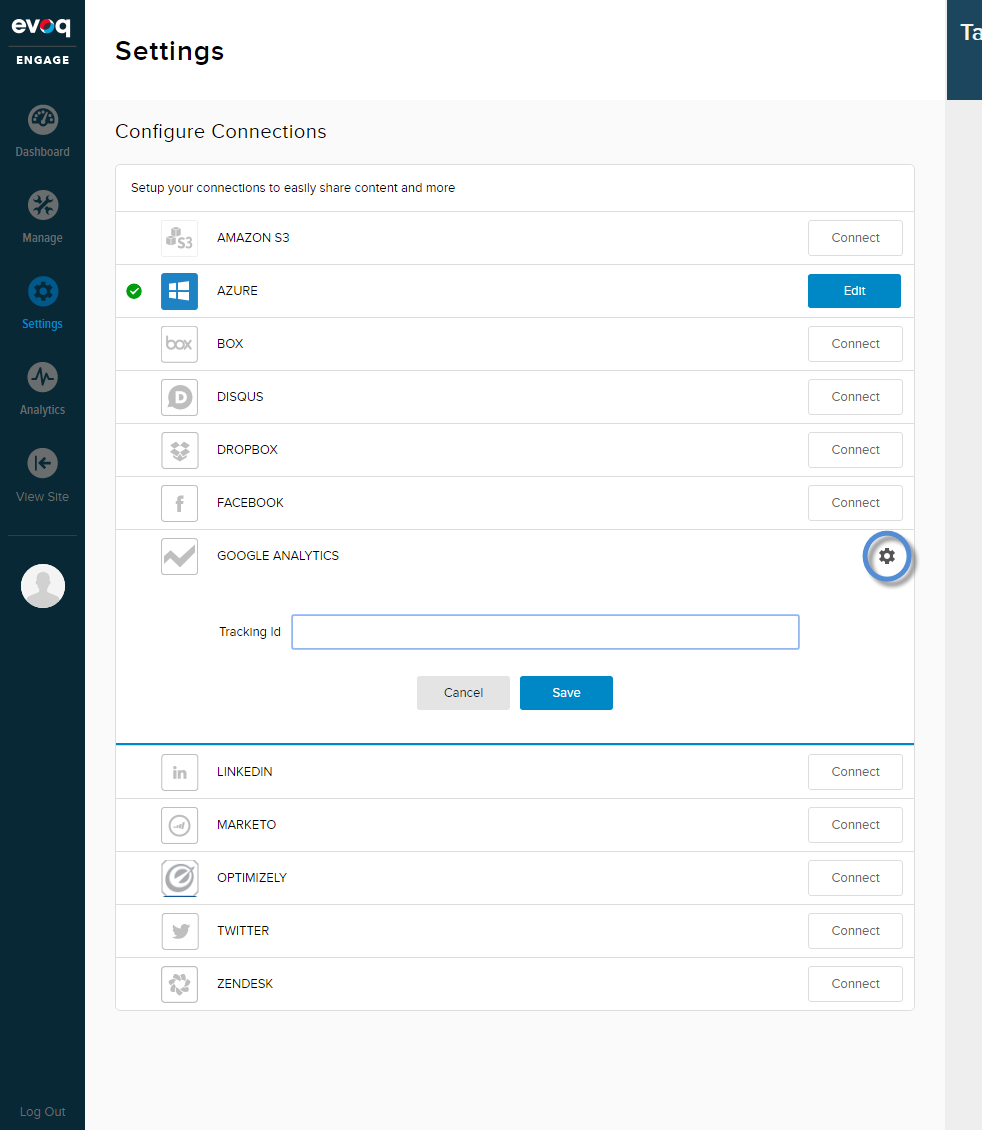 evoq
ENGAGE
Dashboard
Manage
Settings
Analytics
View Site
Log Out
Settings
Ta
Configure Connections
Setup your connections to easily share content and more
S3 AMAZON S3 Connect
AZURE Edit
box BOX Connect
D DISQUS Connect
DROPBOX Connect
f FACEBOOK Connect
GOOGLE ANALYTICS
Tracking Id
Cancel Save
in LINKEDIN Connect
MARKETO Connect
OPTIMIZELY Connect
TWITTER Connect
ZENDESK Connect